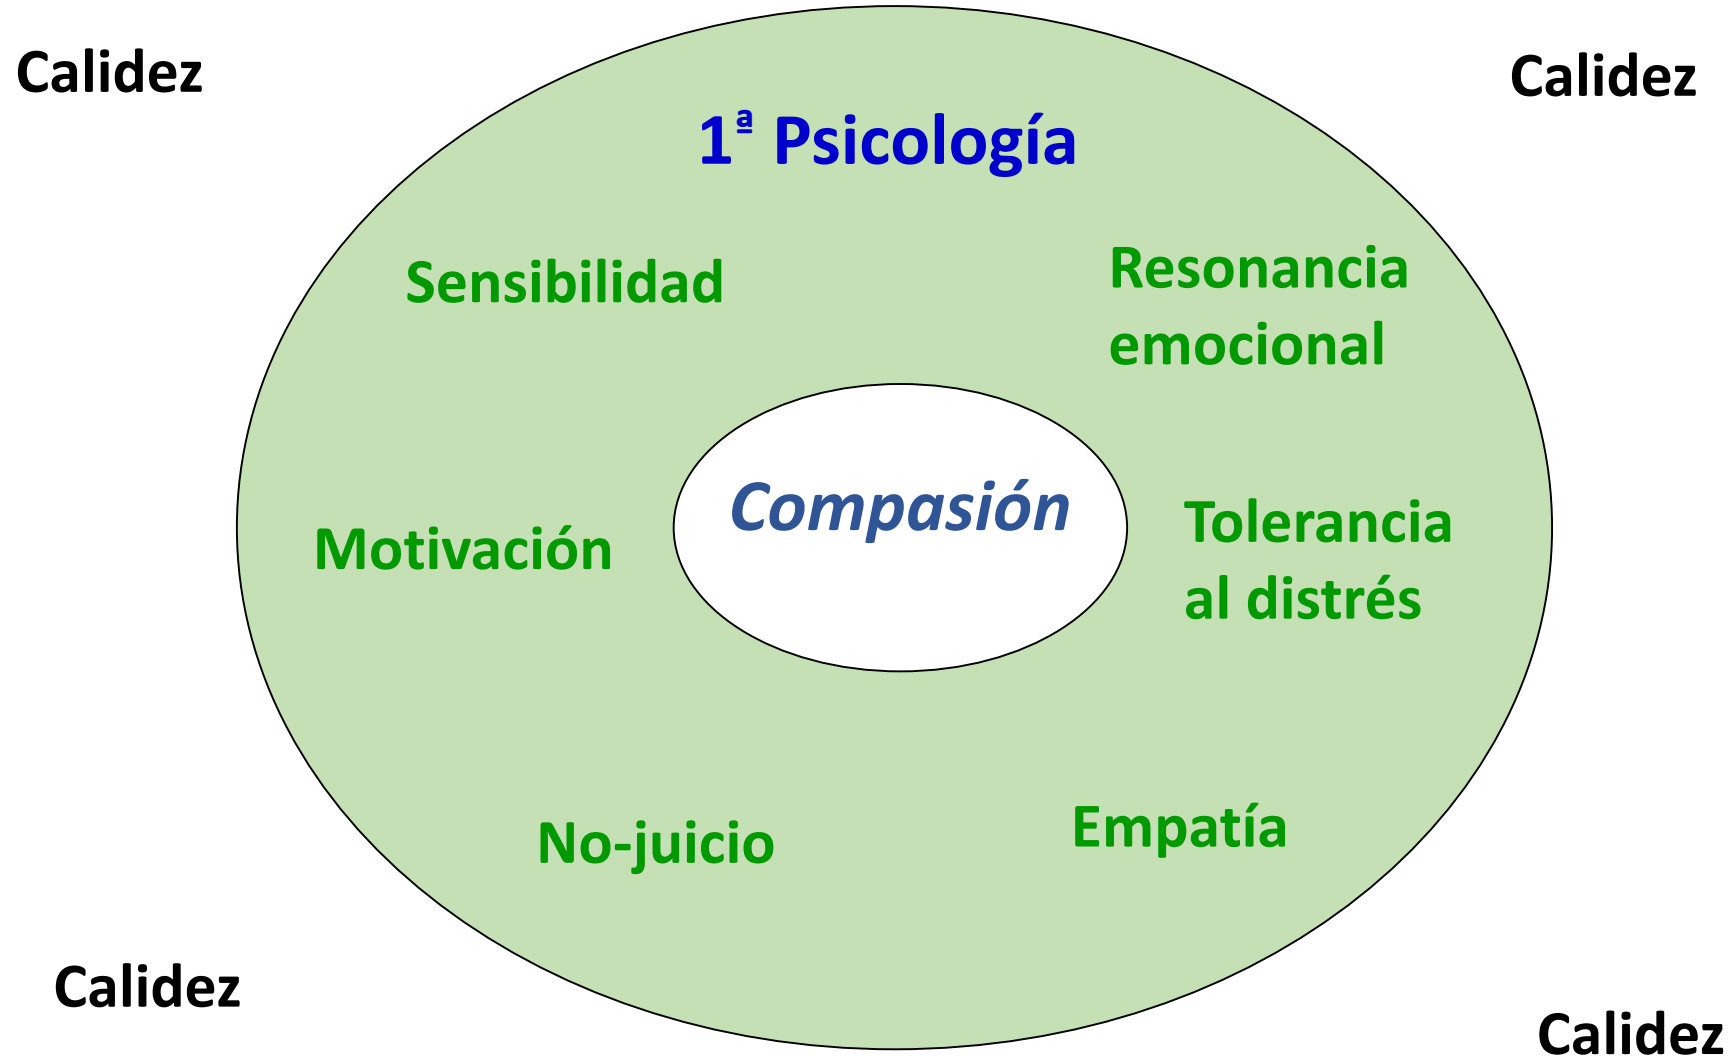 Calidez
Calidez
1ª Psicología
Sensibilidad
Resonancia
emocional
Compasión
Motivación
Tolerancia
al distrés
No-juicio
Empatía
Calidez
Calidez